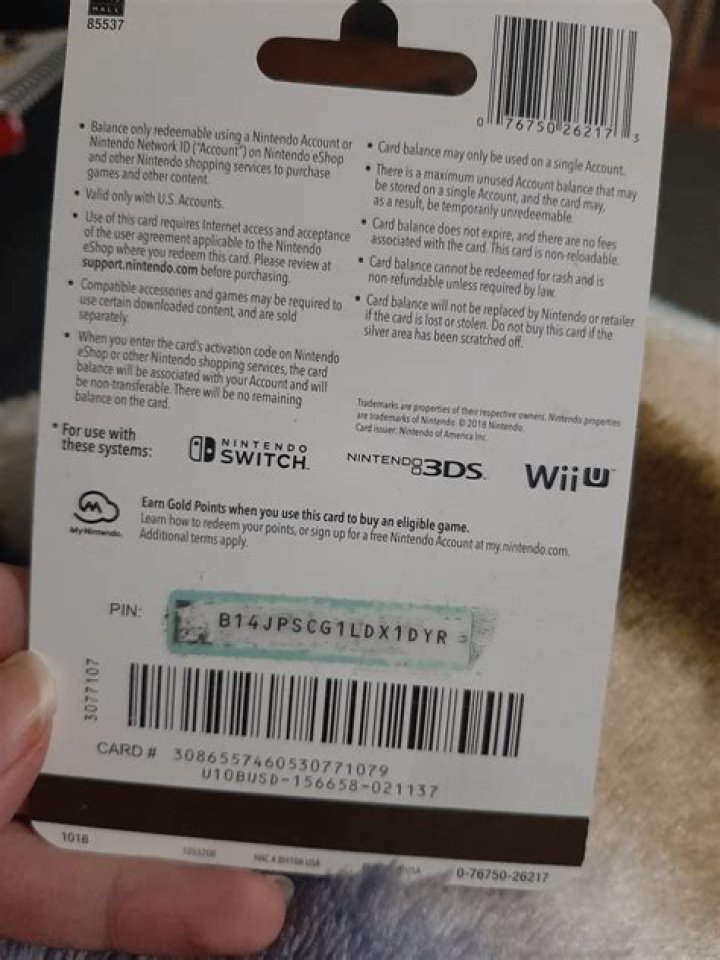 HALL
85537
0 76750 26217 3
• Balance only redeemable using a Nintendo Account or
Nintendo Network ID ("Account") on Nintendo eShop
and other Nintendo shopping services to purchase
games and other content.
• Valid only with U.S. Accounts.
• Use of this card requires Internet access and acceptance
of the user agreement applicable to the Nintendo
eShop where you redeem this card. Please review at
support.nintendo.com before purchasing.
• Compatible accessories and games may be required to
use certain downloaded content, and are sold
separately.
• When you enter the card's activation code on Nintendo
eShop or other Nintendo shopping services, the card
balance will be associated with your Account and will
be non-transferable. There will be no remaining
balance on the card.
• Card balance may only be used on a single Account.
• There is a maximum unused Account balance that may
be stored on a single Account, and the card may,
as a result, be temporarily unredeemable.
• Card balance does not expire, and there are no fees
associated with the card. This card is non-reloadable.
• Card balance cannot be redeemed for cash and is
non-refundable unless required by law.
• Card balance will not be replaced by Nintendo or retailer
if the card is lost or stolen. Do not buy this card if the
silver area has been scratched off.
Trademarks are properties of their respective owners. Nintendo properties
are trademarks of Nintendo. © 2018 Nintendo.
Card issuer: Nintendo of America Inc.
* For use with
these systems:
NINTENDO
SWITCH™
NINTENDO3DS™
WiiU™
My Nintendo
Earn Gold Points when you use this card to buy an eligible game.
Learn how to redeem your points, or sign up for a free Nintendo Account at my.nintendo.com.
Additional terms apply.
PIN:
B14JPSCG1LDX1DYR
3077107
CARD # 3086557460530771079
U10BUSD-156658-021137
1018
0-76750-26217